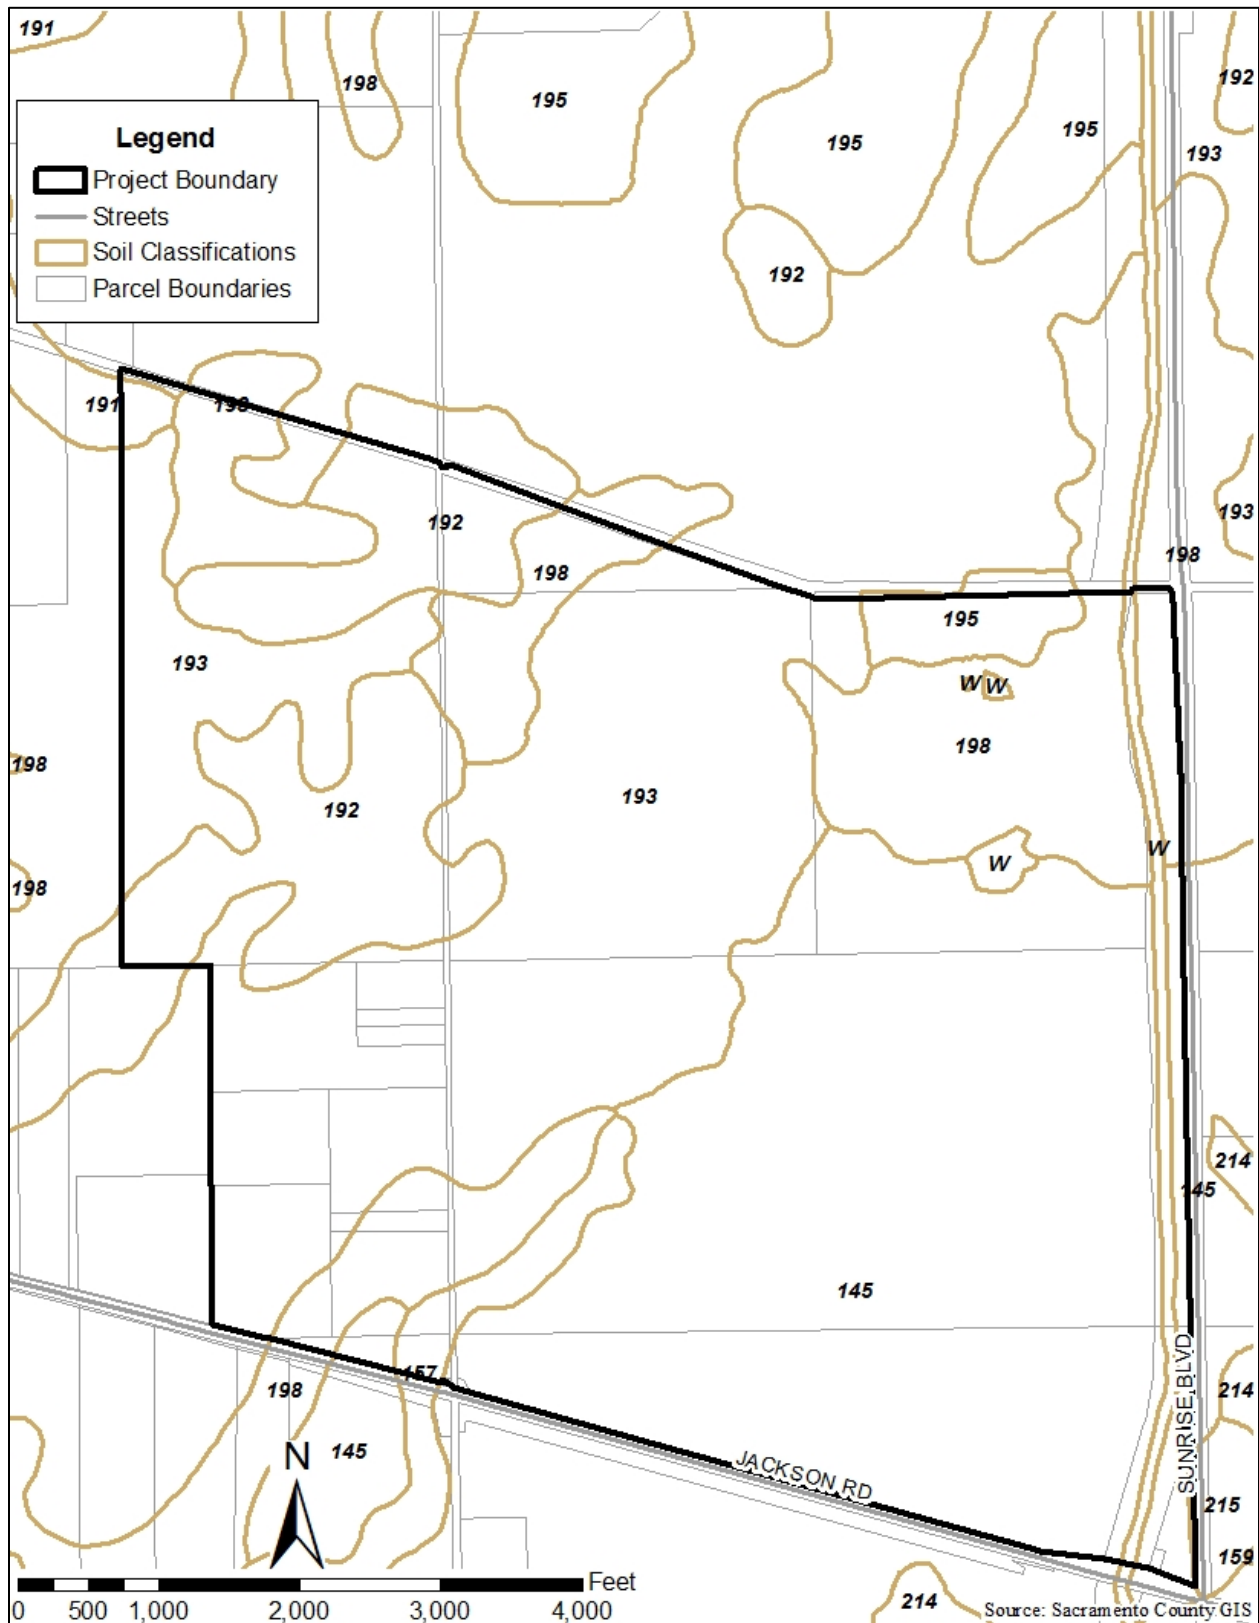 191
198
195
195
195
192
193
192
Legend
Project Boundary
Streets
Soil Classifications
Parcel Boundaries
191
192
198
193
198
195
193
W W
198
198
193
192
W
W
198
214
145
145
SUNRISE BLVD
157
198
214
145
N
JACKSON RD
215
159
214
Feet
0 500 1,000 2,000 3,000 4,000
Source: Sacramento County GIS